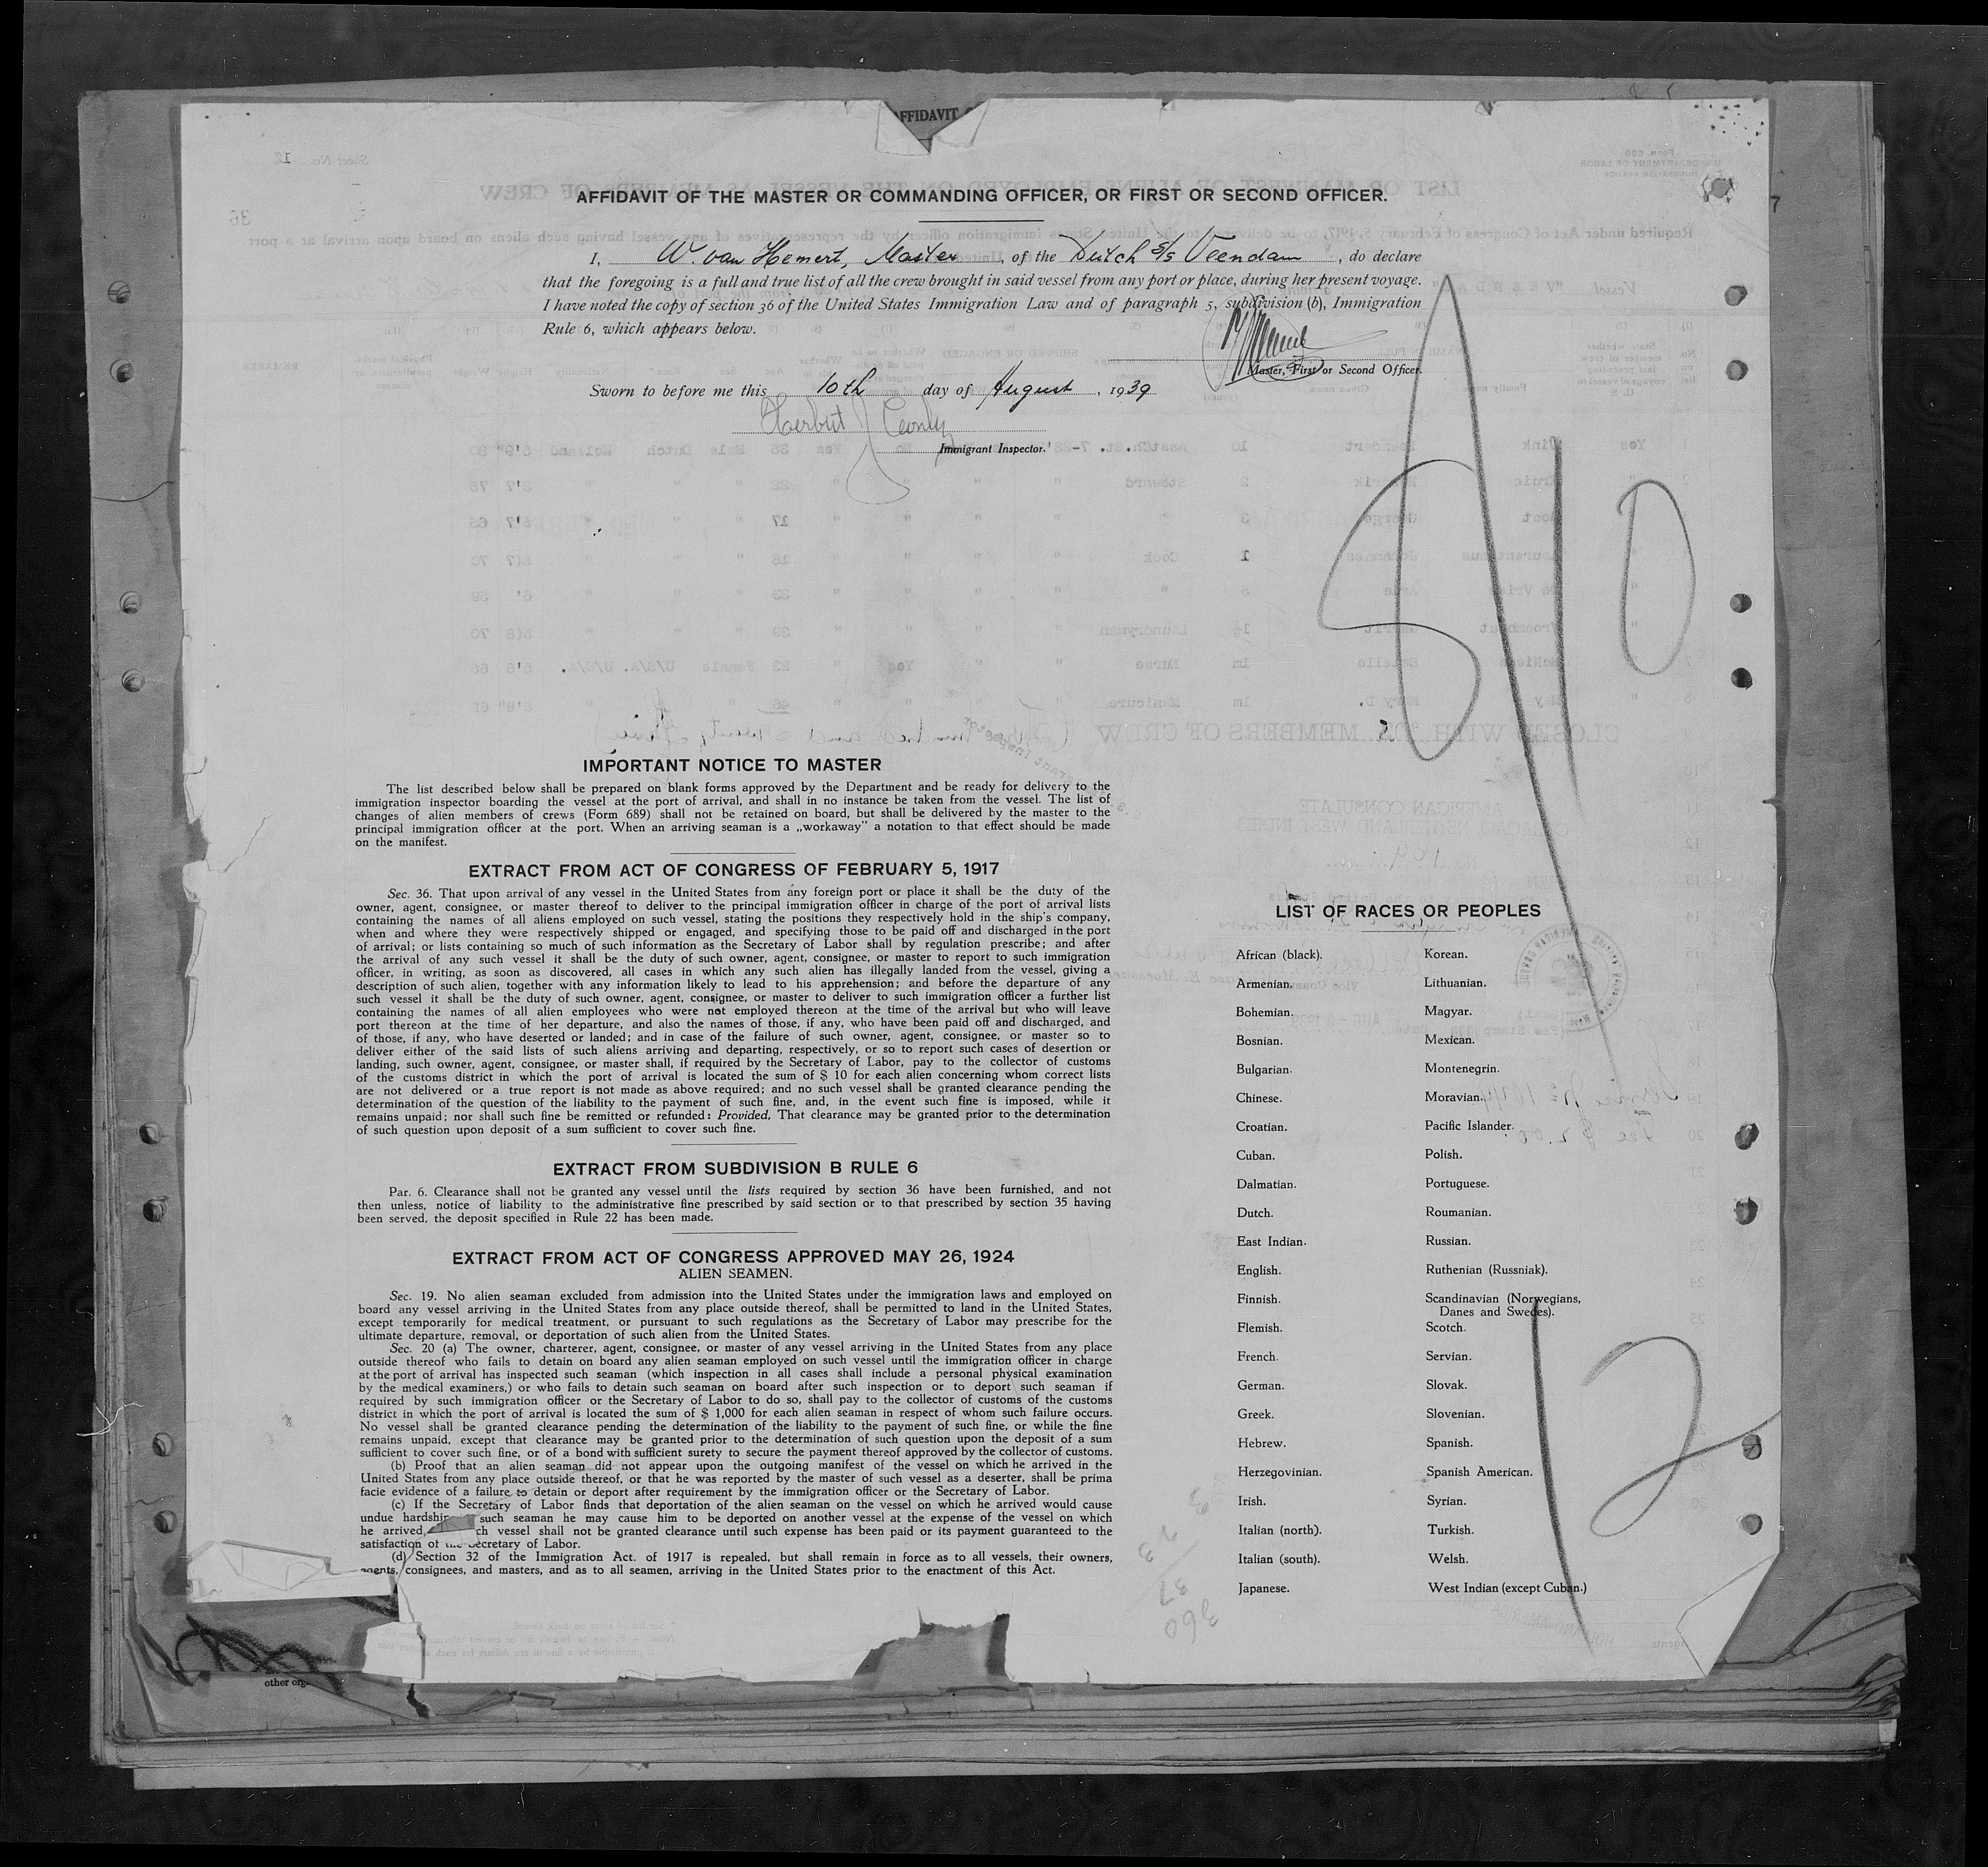 AFFIDAVIT
AFFIDAVIT OF THE MASTER OR COMMANDING OFFICER, OR FIRST OR SECOND OFFICER.
I, W. van Hemert, Master, of the Dutch s/s Veendam, do declare
that the foregoing is a full and true list of all the crew brought in said vessel from any port or place, during her present voyage.
I have noted the copy of section 36 of the United States Immigration Law and of paragraph 5, subdivision (b), Immigration
Rule 6, which appears below.
Master, First or Second Officer.
Sworn to before me this 10th day of August, 1939
Herbert J
Immigrant Inspector.
IMPORTANT NOTICE TO MASTER
The list described below shall be prepared on blank forms approved by the Department and be ready for delivery to the
immigration inspector boarding the vessel at the port of arrival, and shall in no instance be taken from the vessel. The list of
changes of alien members of crews (Form 689) shall not be retained on board, but shall be delivered by the master to the
principal immigration officer at the port. When an arriving seaman is a „workaway” a notation to that effect should be made
on the manifest.
EXTRACT FROM ACT OF CONGRESS OF FEBRUARY 5, 1917
Sec. 36. That upon arrival of any vessel in the United States from any foreign port or place it shall be the duty of the
owner, agent, consignee, or master thereof to deliver to the principal immigration officer in charge of the port of arrival lists
containing the names of all aliens employed on such vessel, stating the positions they respectively hold in the ship's company,
when and where they were respectively shipped or engaged, and specifying those to be paid off and discharged in the port
of arrival; or lists containing so much of such information as the Secretary of Labor shall by regulation prescribe; and after
the arrival of any such vessel it shall be the duty of such owner, agent, consignee, or master to report to such immigration
officer, in writing, as soon as discovered, all cases in which any such alien has illegally landed from the vessel, giving a
description of such alien, together with any information likely to lead to his apprehension; and before the departure of any
such vessel it shall be the duty of such owner, agent, consignee, or master to deliver to such immigration officer a further list
containing the names of all alien employees who were not employed thereon at the time of the arrival but who will leave
port thereon at the time of her departure, and also the names of those, if any, who have been paid off and discharged, and
of those, if any, who have deserted or landed; and in case of the failure of such owner, agent, consignee, or master so to
deliver either of the said lists of such aliens arriving and departing, respectively, or so to report such cases of desertion or
landing, such owner, agent, consignee, or master shall, if required by the Secretary of Labor, pay to the collector of customs
of the customs district in which the port of arrival is located the sum of $ 10 for each alien concerning whom correct lists
are not delivered or a true report is not made as above required; and no such vessel shall be granted clearance pending the
determination of the question of the liability to the payment of such fine, and, in the event such fine is imposed, while it
remains unpaid; nor shall such fine be remitted or refunded: Provided, That clearance may be granted prior to the determination
of such question upon deposit of a sum sufficient to cover such fine.
EXTRACT FROM SUBDIVISION B RULE 6
Par. 6. Clearance shall not be granted any vessel until the lists required by section 36 have been furnished, and not
then unless, notice of liability to the administrative fine prescribed by said section or to that prescribed by section 35 having
been served, the deposit specified in Rule 22 has been made.
EXTRACT FROM ACT OF CONGRESS APPROVED MAY 26, 1924
ALIEN SEAMEN.
Sec. 19. No alien seaman excluded from admission into the United States under the immigration laws and employed on
board any vessel arriving in the United States from any place outside thereof, shall be permitted to land in the United States,
except temporarily for medical treatment, or pursuant to such regulations as the Secretary of Labor may prescribe for the
ultimate departure, removal, or deportation of such alien from the United States.
Sec. 20 (a) The owner, charterer, agent, consignee, or master of any vessel arriving in the United States from any place
outside thereof who fails to detain on board any alien seaman employed on such vessel until the immigration officer in charge
at the port of arrival has inspected such seaman (which inspection in all cases shall include a personal physical examination
by the medical examiners,) or who fails to detain such seaman on board after such inspection or to deport such seaman if
required by such immigration officer or the Secretary of Labor to do so, shall pay to the collector of customs of the customs
district in which the port of arrival is located the sum of $ 1,000 for each alien seaman in respect of whom such failure occurs.
No vessel shall be granted clearance pending the determination of the liability to the payment of such fine, or while the fine
remains unpaid, except that clearance may be granted prior to the determination of such question upon the deposit of a sum
sufficient to cover such fine, or of a bond with sufficient surety to secure the payment thereof approved by the collector of customs.
(b) Proof that an alien seaman did not appear upon the outgoing manifest of the vessel on which he arrived in the
United States from any place outside thereof, or that he was reported by the master of such vessel as a deserter, shall be prima
facie evidence of a failure to detain or deport after requirement by the immigration officer or the Secretary of Labor.
(c) If the Secretary of Labor finds that deportation of the alien seaman on the vessel on which he arrived would cause
undue hardship such seaman he may cause him to be deported on another vessel at the expense of the vessel on which
he arrived, ch vessel shall not be granted clearance until such expense has been paid or its payment guaranteed to the
satisfaction of the Secretary of Labor.
(d) Section 32 of the Immigration Act. of 1917 is repealed, but shall remain in force as to all vessels, their owners,
agents, consignees, and masters, and as to all seamen, arriving in the United States prior to the enactment of this Act.
other org.
LIST OF RACES OR PEOPLES
African (black).
Armenian.
Bohemian.
Bosnian.
Bulgarian.
Chinese.
Croatian.
Cuban.
Dalmatian.
Dutch.
East Indian.
English.
Finnish.
Flemish.
French.
German.
Greek.
Hebrew.
Herzegovinian.
Irish.
Italian (north).
Italian (south).
Japanese.
Korean.
Lithuanian.
Magyar.
Mexican.
Montenegrin.
Moravian.
Pacific Islander.
Polish.
Portuguese.
Roumanian.
Russian.
Ruthenian (Russniak).
Scandinavian (Norwegians,
Danes and Swedes).
Scotch.
Servian.
Slovak.
Slovenian.
Spanish.
Spanish American.
Syrian.
Turkish.
Welsh.
West Indian (except Cuban.)
12
360